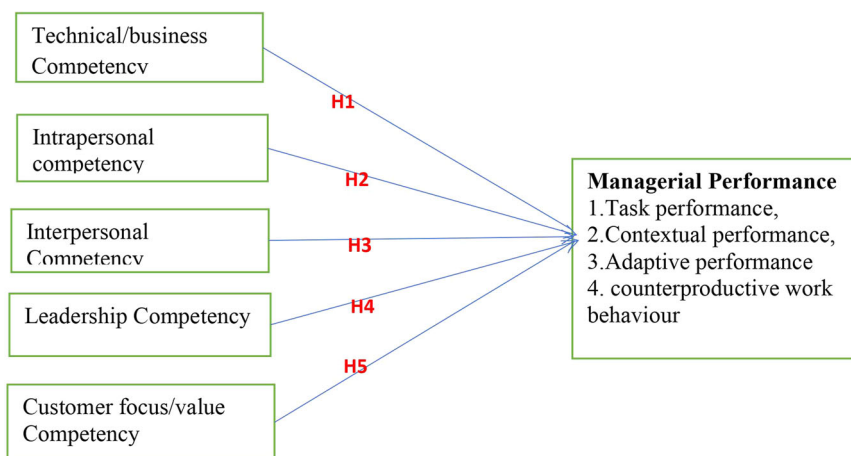 Technical/business
Competency
H1
Intrapersonal
competency
H2
Interpersonal
Competency
H3
Leadership Competency
H4
Customer focus/value
Competency
H5
Managerial Performance
1.Task performance,
2.Contextual performance,
3.Adaptive performance
4. counterproductive work
behaviour